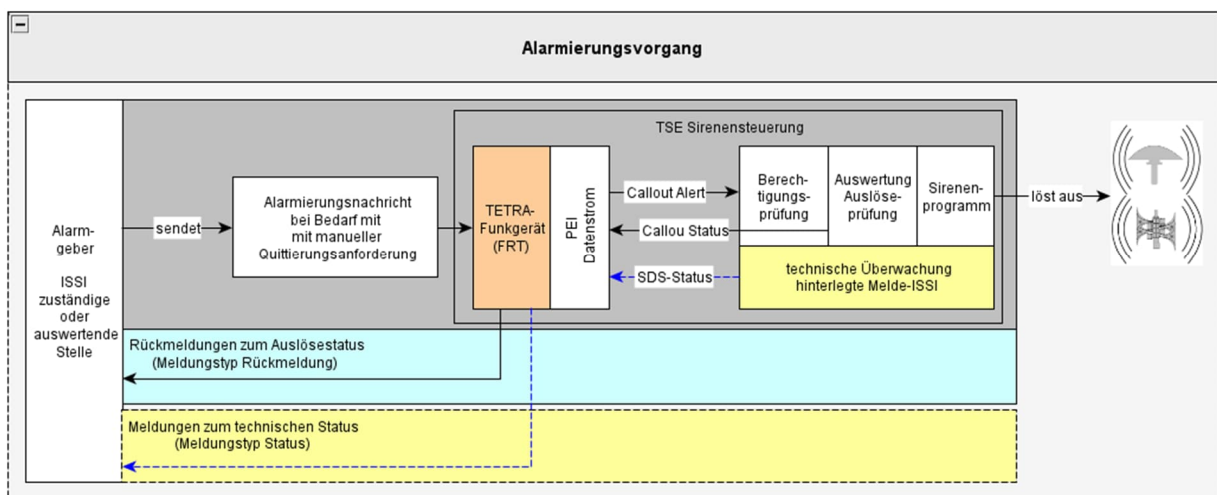 Alarmierungsvorgang
Alarm-
geber
ISSI
zuständige
oder
auswertende
Stelle
sendet
Alarmierungsnachricht
bei Bedarf mit
mit manueller
Quittierungsanforderung
TSE Sirenensteuerung
TETRA-
Funkgerät
(FRT)
PEI
Datenstrom
Callout Alert
Callou Status
SDS-Status
Berech-
tigungs-
prüfung
Auswertung
Auslöse-
prüfung
Sirenen-
programm
technische Überwachung
hinterlegte Melde-ISSI
löst aus
Rückmeldungen zum Auslösestatus
(Meldungstyp Rückmeldung)
Meldungen zum technischen Status
(Meldungstyp Status)